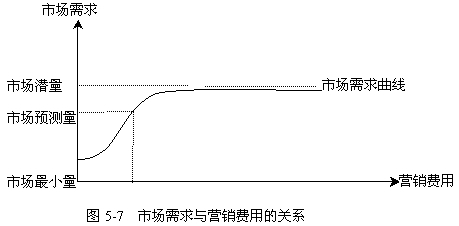 市场需求
市场潜量
市场需求曲线
市场预测量
市场最小量
营销费用
图 5-7 市场需求与营销费用的关系